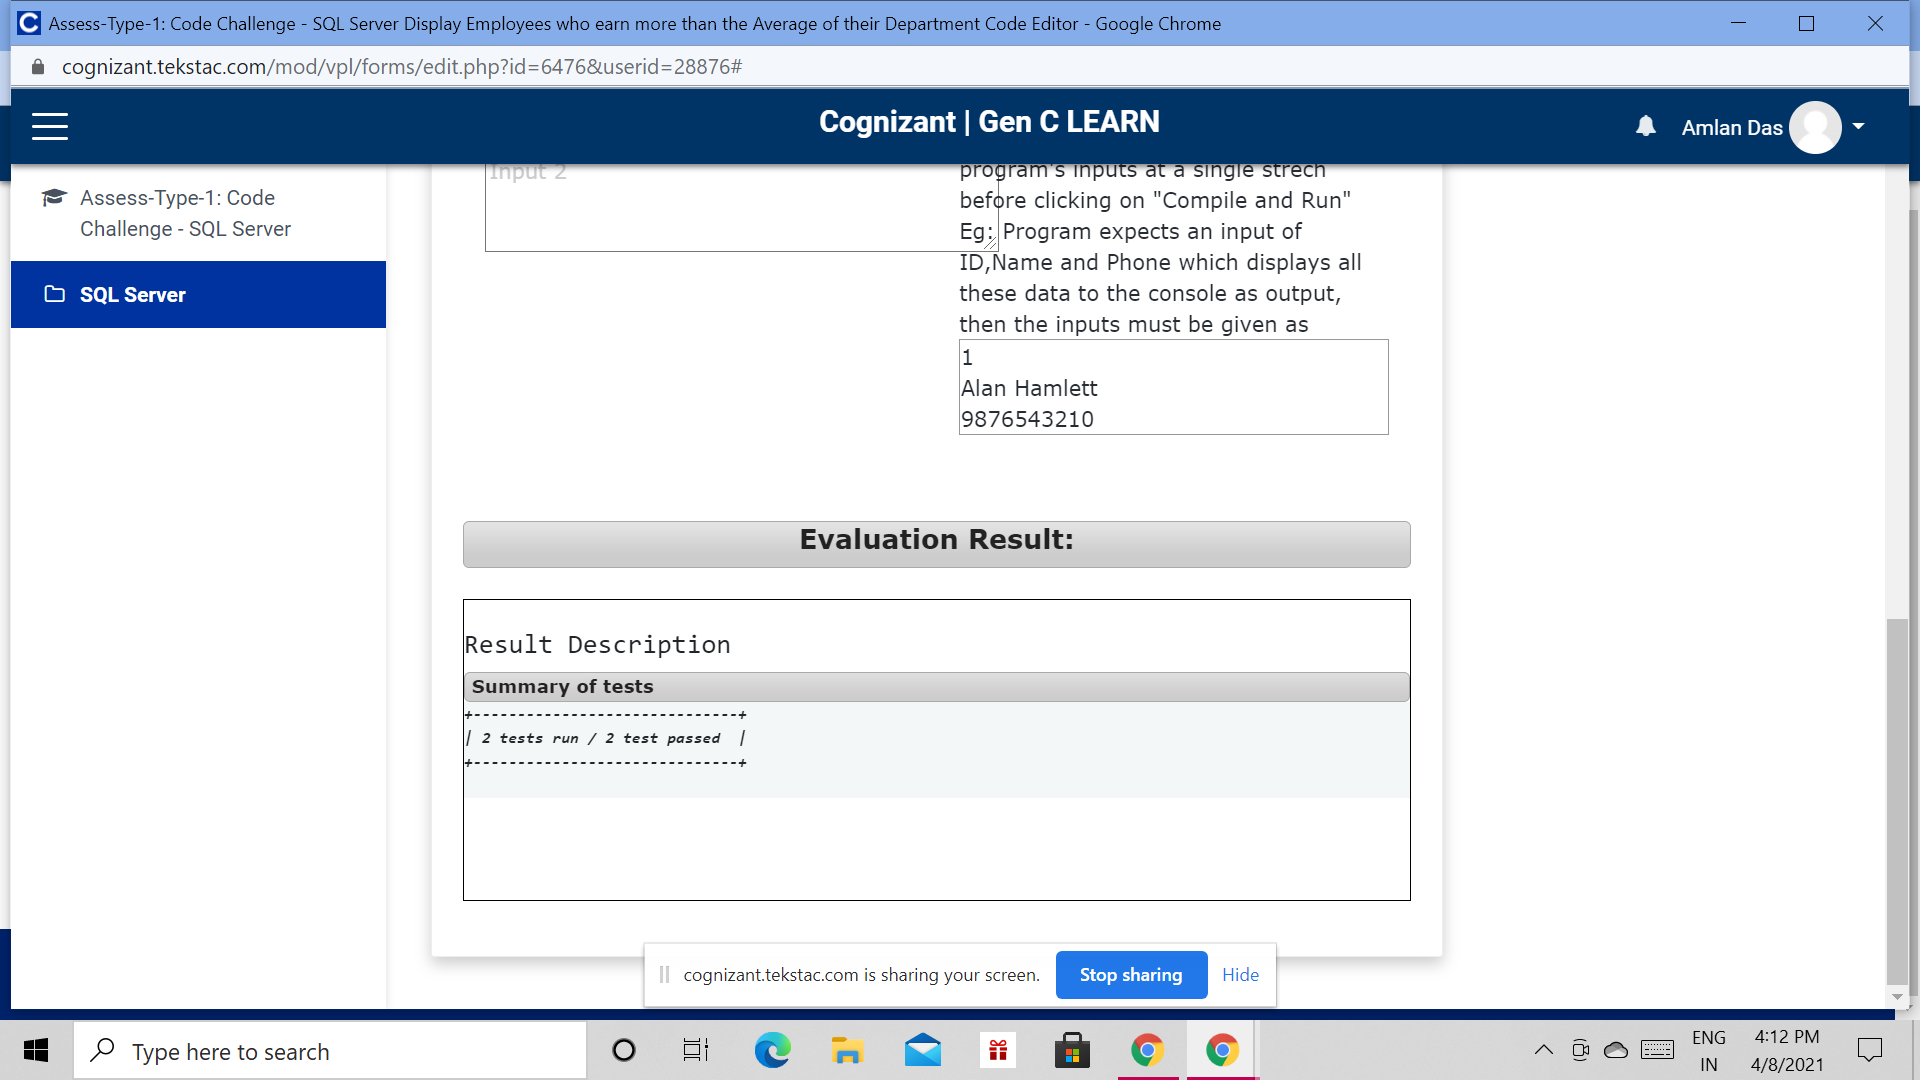 Assess-Type-1: Code Challenge - SQL Server Display Employees who earn more than the Average of their Department Code Editor - Google Chrome
cognizant.tekstac.com/mod/vpl/forms/edit.php?id=6476&userid=28876#
Cognizant | Gen C LEARN
Amlan Das
Assess-Type-1: Code
Challenge - SQL Server
SQL Server
Input 2
program's inputs at a single strech
before clicking on "Compile and Run"
Eg: Program expects an input of
ID,Name and Phone which displays all
these data to the console as output,
then the inputs must be given as
1
Alan Hamlett
9876543210
Evaluation Result:
Result Description
Summary of tests
+------------------------------+
| 2 tests run / 2 test passed  |
+------------------------------+
cognizant.tekstac.com is sharing your screen.
Stop sharing
Hide
Type here to search
ENG
IN
4:12 PM
4/8/2021